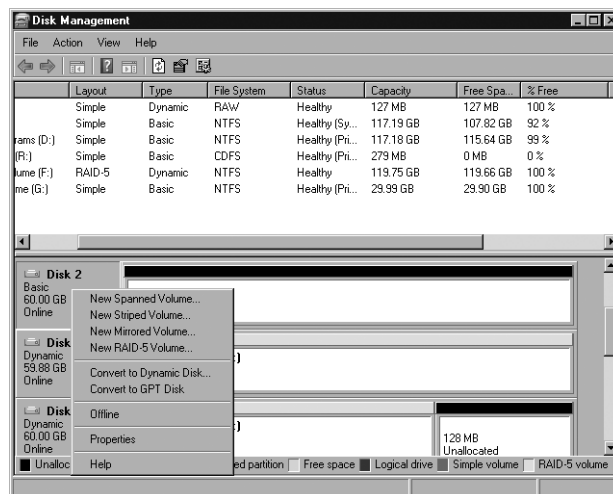 Disk Management
File Action View Help
Layout Type File System Status Capacity Free Spa... % Free
Simple Dynamic RAW Healthy 127 MB 127 MB 100 %
Simple Basic NTFS Healthy (Sy... 117.19 GB 107.82 GB 92 %
rams (D:) Simple Basic NTFS Healthy (Pri... 117.18 GB 115.64 GB 99 %
(R:) Simple Basic CDFS Healthy (Pri... 279 MB 0 MB 0 %
lume (F:) RAID-5 Dynamic NTFS Healthy 119.75 GB 119.66 GB 100 %
me (G:) Simple Basic NTFS Healthy (Pri... 29.99 GB 29.90 GB 100 %
Disk 2
Basic
60.00 GB
Online
New Spanned Volume...
New Striped Volume...
New Mirrored Volume...
New RAID-5 Volume...
Convert to Dynamic Disk...
Convert to GPT Disk
Offline
Properties
Help
Disk
Dynamic
59.88 GB
Online
:)
Disk
Dynamic
60.00 GB
Online
:)
128 MB
Unallocated
Unalloc ed partition Free space Logical drive Simple volume RAID-5 volume